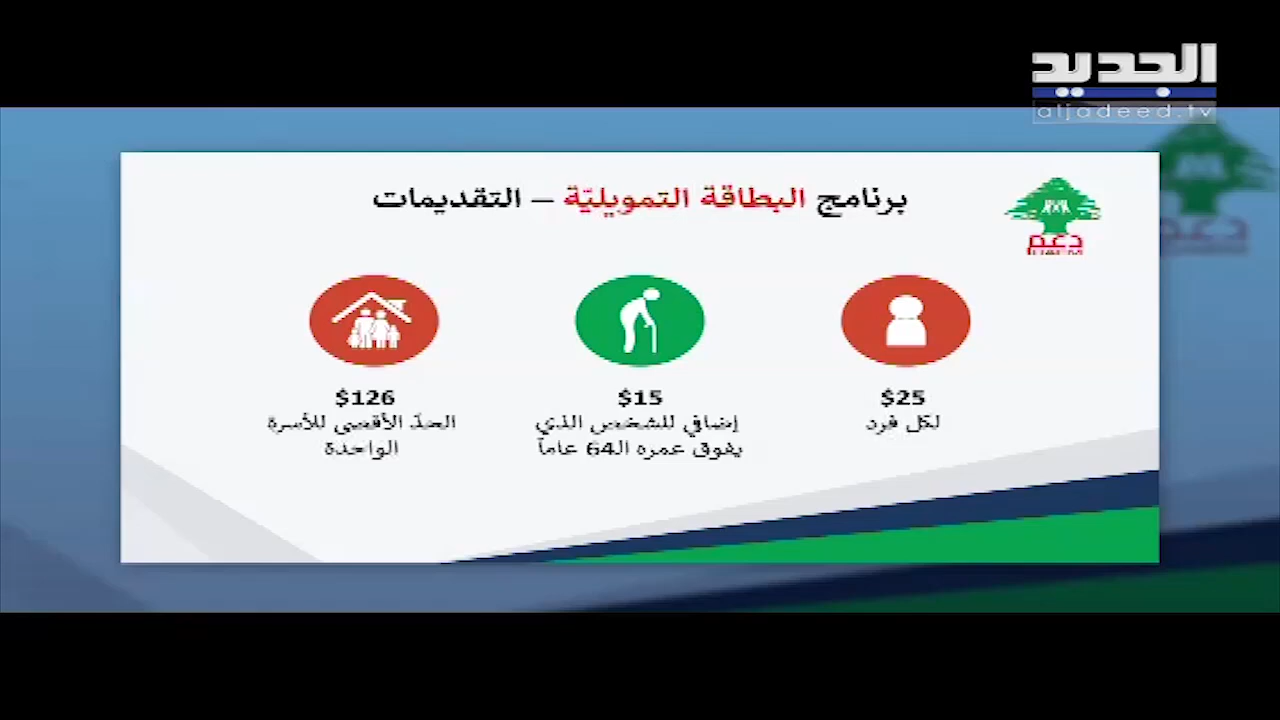 الجديد
aljadeed.tv
برنامج البطاقة التمويليّة – التقديمات
دعم
$25
لكل فرد
$15
إضافي للشخص الذي
يفوق عمره الـ64 عاماً
$126
الحدّ الأقصى للأسرة
الواحدة